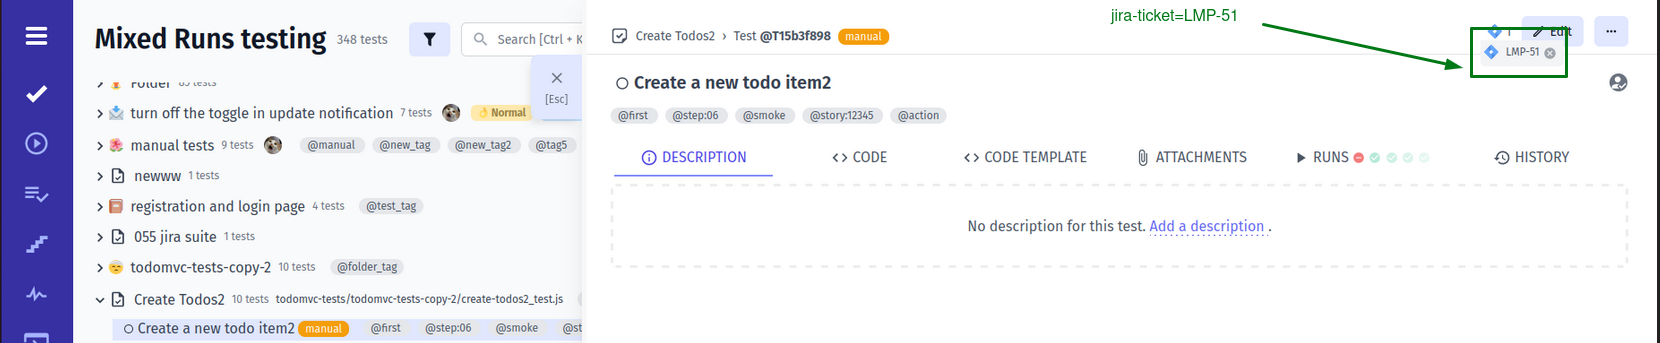 jira-ticket=LMP-51
Mixed Runs testing 348 tests
Search [Ctrl + K
[Esc]
Folder 85 tests
turn off the toggle in update notification 7 tests Normal
manual tests 9 tests @manual @new_tag @new_tag2 @tag5
newww 1 tests
registration and login page 4 tests @test_tag
055 jira suite 1 tests
todomvc-tests-copy-2 10 tests @folder_tag
Create Todos2 10 tests todomvc-tests/todomvc-tests-copy-2/create-todos2_test.js
Create a new todo item2 manual @first @step:06 @smoke @st
Create Todos2 › Test @T15b3f898 manual
1 Edit ...
LMP-51
Create a new todo item2
@first @step:06 @smoke @story:12345 @action
DESCRIPTION <> CODE <> CODE TEMPLATE ATTACHMENTS RUNS HISTORY
No description for this test. Add a description .